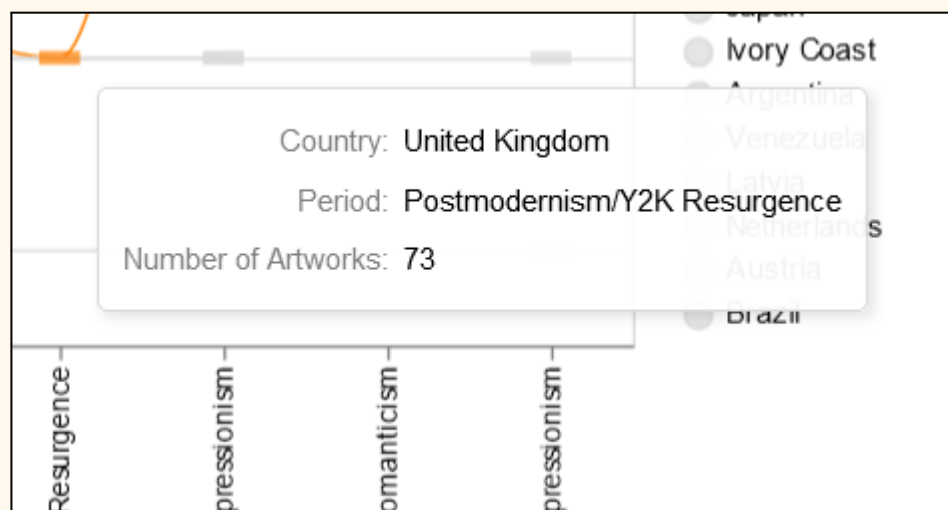 Japan
Ivory Coast
Argentina
Venezuela
Latvia
Netherlands
Austria
Brazil
Country: United Kingdom
Period: Postmodernism/Y2K Resurgence
Number of Artworks: 73
Resurgence
pressionism
omanticism
pressionism